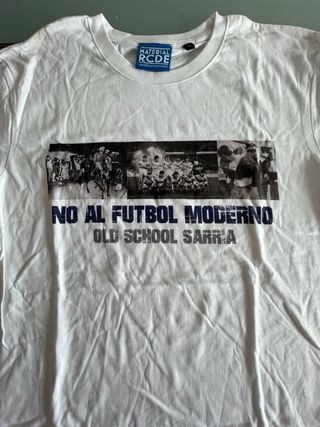 MATERIAL
RCDE
NO AL FUTBOL MODERNO
OLD SCHOOL SARRIA